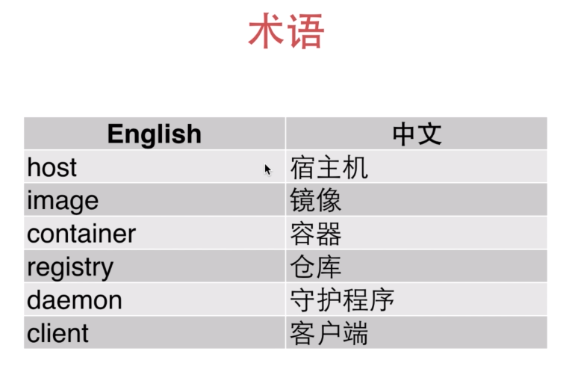 术语
English 中文
host 宿主机
image 镜像
container 容器
registry 仓库
daemon 守护程序
client 客户端